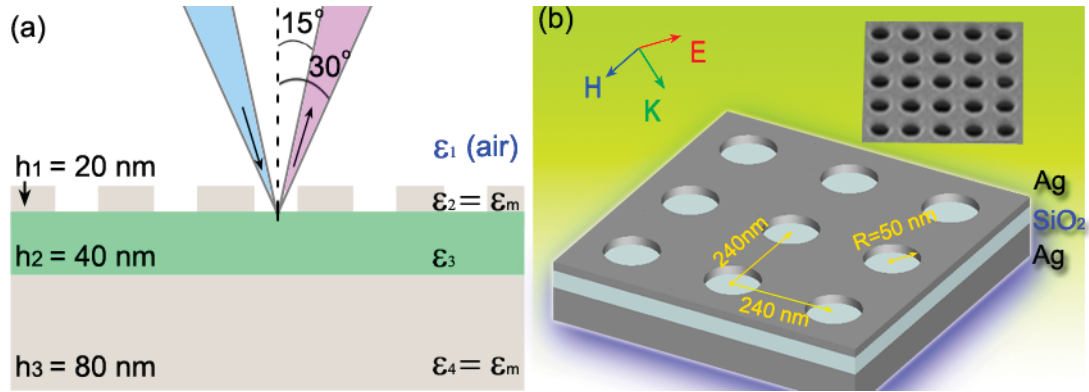 (a)
15°
30°
ε₁ (air)
h₁ = 20 nm
ε₂ = εₘ
h₂ = 40 nm
ε₃
h₃ = 80 nm
ε₄ = εₘ
(b)
E
H
K
Ag
SiO₂
Ag
R=50 nm
240nm
240 nm